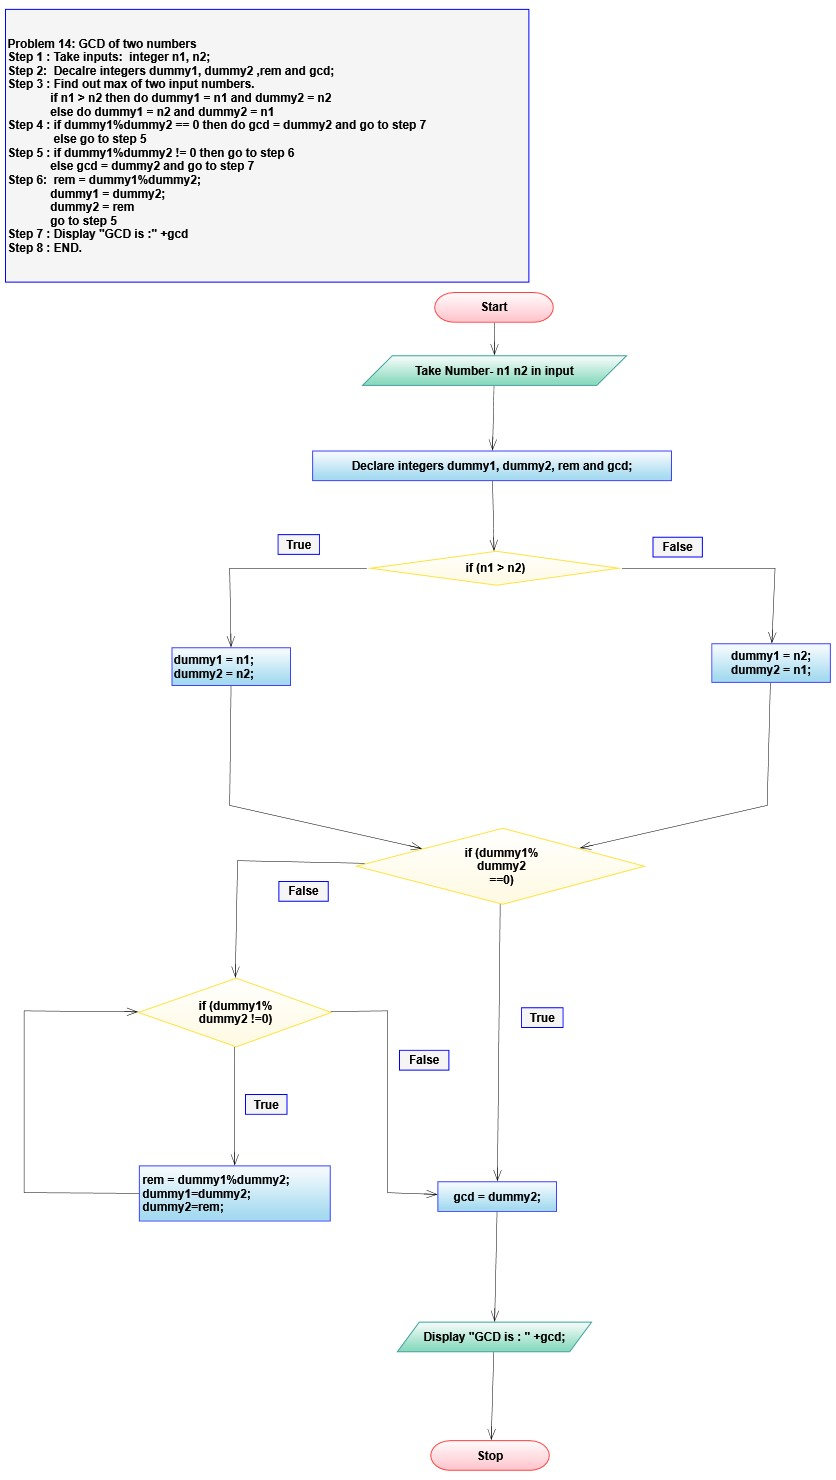 Problem 14: GCD of two numbers
Step 1 : Take inputs:  integer n1, n2;
Step 2:  Decalre integers dummy1, dummy2 ,rem and gcd;
Step 3 : Find out max of two input numbers.
if n1 > n2 then do dummy1 = n1 and dummy2 = n2
else do dummy1 = n2 and dummy2 = n1
Step 4 : if dummy1%dummy2 == 0 then do gcd = dummy2 and go to step 7
else go to step 5
Step 5 : if dummy1%dummy2 != 0 then go to step 6
else gcd = dummy2 and go to step 7
Step 6:  rem = dummy1%dummy2;
dummy1 = dummy2;
dummy2 = rem
go to step 5
Step 7 : Display "GCD is :" +gcd
Step 8 : END.
Start
Take Number- n1 n2 in input
Declare integers dummy1, dummy2, rem and gcd;
True
False
if (n1 > n2)
dummy1 = n1;
dummy2 = n2;
dummy1 = n2;
dummy2 = n1;
if (dummy1%
dummy2
==0)
False
if (dummy1%
dummy2 !=0)
True
False
True
rem = dummy1%dummy2;
dummy1=dummy2;
dummy2=rem;
gcd = dummy2;
Display "GCD is : " +gcd;
Stop